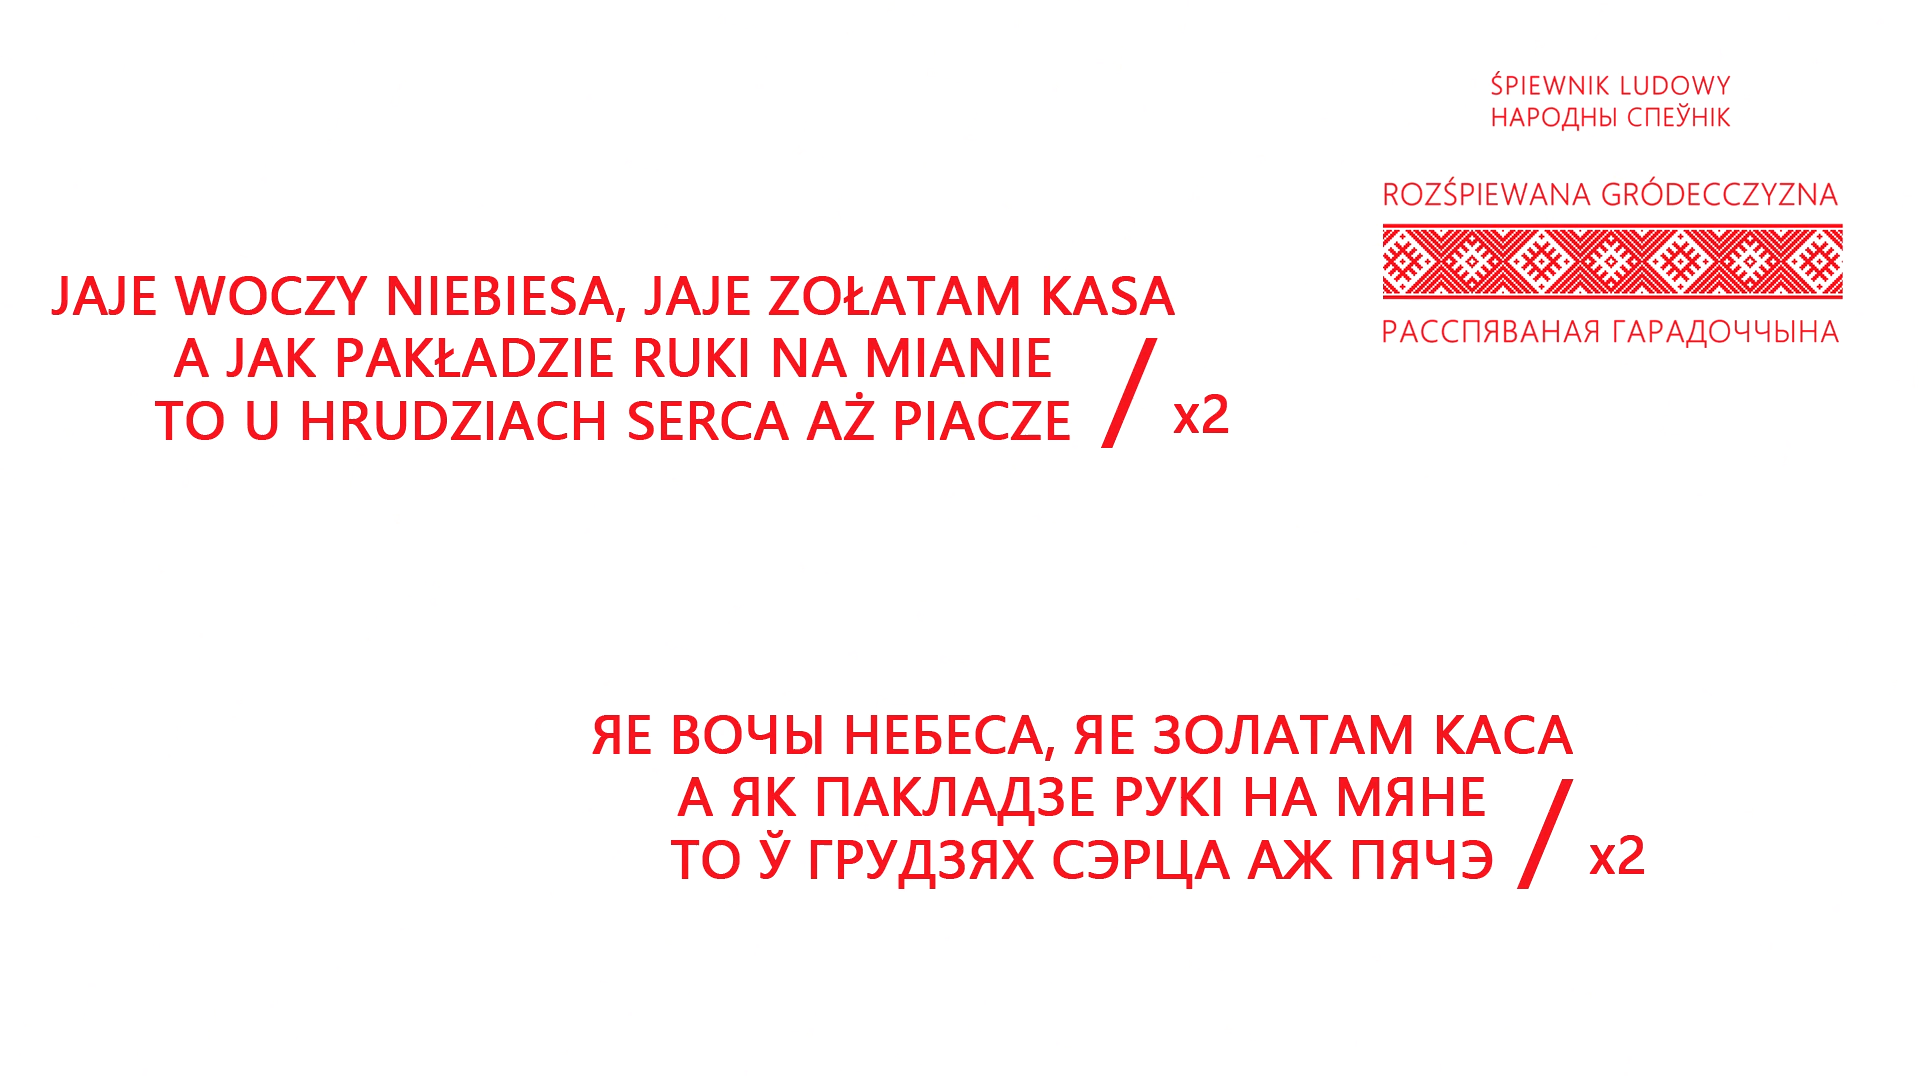 ŚPIEWNIK LUDOWY
НАРОДНЫ СПЕЎНІК
ROZŚPIEWANA GRÓDECCZYZNA
РАССПЯВАНАЯ ГАРАДОЧЧЫНА
JAJE WOCZY NIEBIESA, JAJE ZOŁATAM KASA
A JAK PAKŁADZIE RUKI NA MIANIE
TO U HRUDZIACH SERCA AŻ PIACZE / x2
ЯЕ ВОЧЫ НЕБЕСА, ЯЕ ЗОЛАТАМ КАСА
А ЯК ПАКЛАДЗЕ РУКІ НА МЯНЕ
ТО Ў ГРУДЗЯХ СЭРЦА АЖ ПЯЧЭ / x2